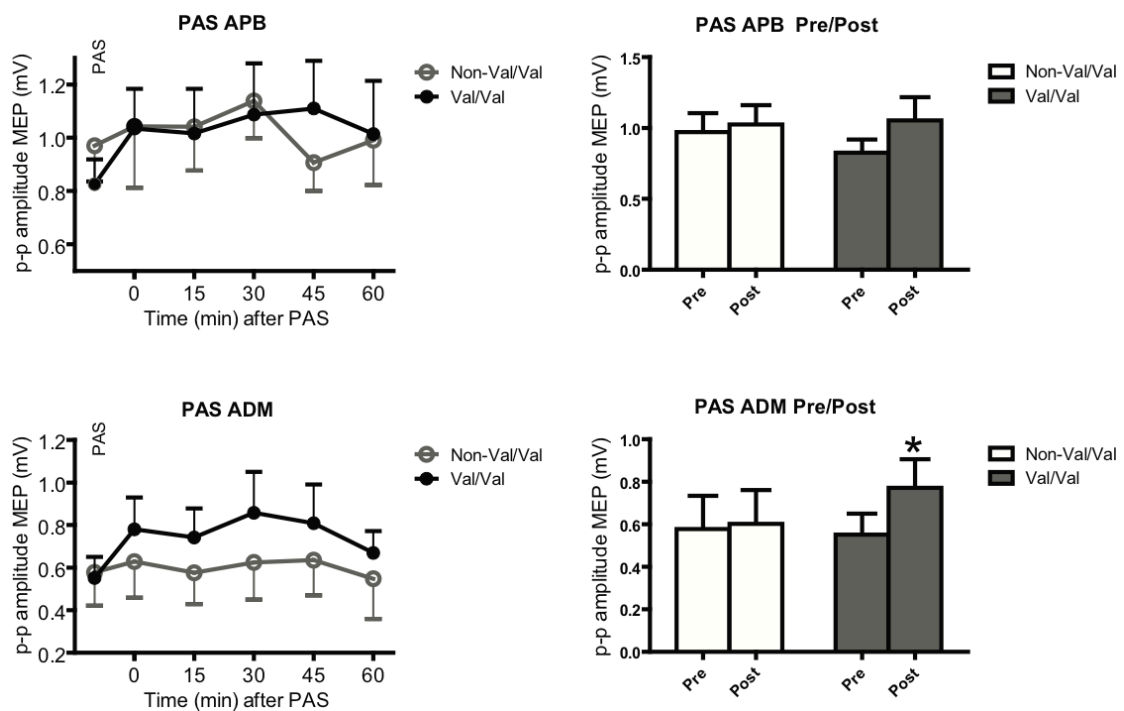 PAS APB
PAS
p-p amplitude MEP (mV)
1.2
1.0
0.8
0.6
0 15 30 45 60
Time (min) after PAS
Non-Val/Val
Val/Val
PAS APB Pre/Post
p-p amplitude MEP (mV)
1.5
1.0
0.5
0.0
Pre Post Pre Post
Non-Val/Val
Val/Val
PAS ADM
PAS
p-p amplitude MEP (mV)
1.2
1.0
0.8
0.6
0.4
0.2
0 15 30 45 60
Time (min) after PAS
Non-Val/Val
Val/Val
PAS ADM Pre/Post
p-p amplitude MEP (mV)
1.0
0.8
0.6
0.4
0.2
0.0
*
Pre Post Pre Post
Non-Val/Val
Val/Val